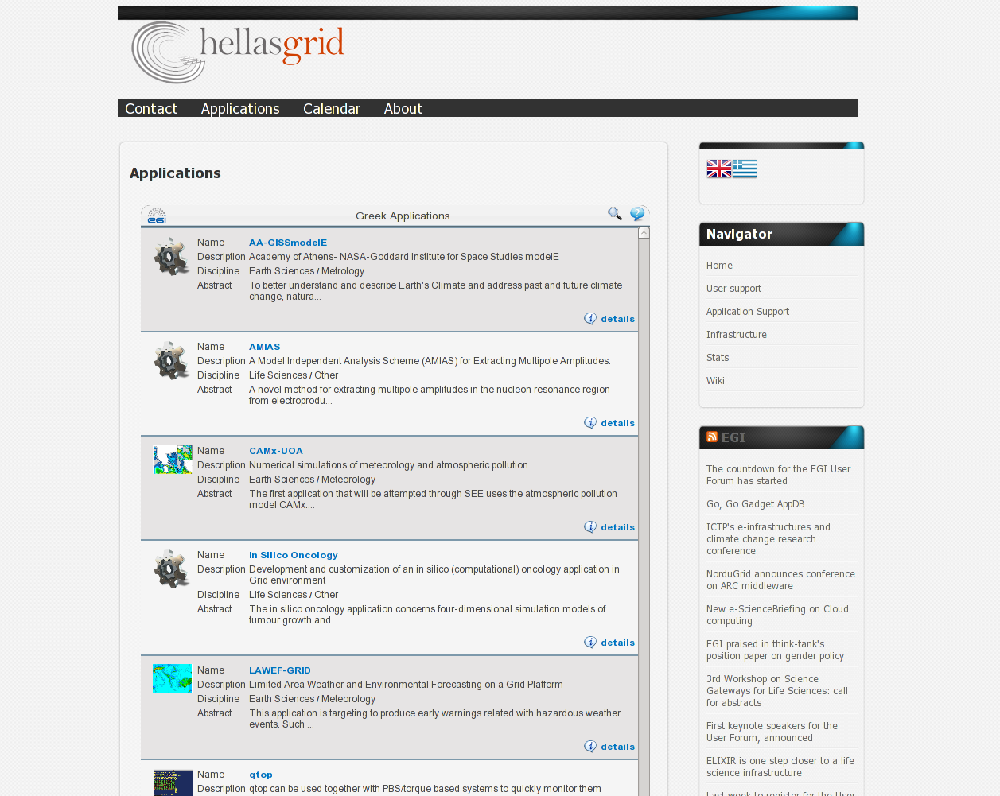 hellasgrid
Contact Applications Calendar About
Applications
EGI
Greek Applications
Name AA-GISSmodelE
Description Academy of Athens- NASA-Goddard Institute for Space Studies modelE
Discipline Earth Sciences / Metrology
Abstract To better understand and describe Earth's Climate and address past and future climate
change, natura...
details
Name AMIAS
Description A Model Independent Analysis Scheme (AMIAS) for Extracting Multipole Amplitudes.
Discipline Life Sciences / Other
Abstract A novel method for extracting multipole amplitudes in the nucleon resonance region
from electroprodu...
details
Name CAMx-UOA
Description Numerical simulations of meteorology and atmospheric pollution
Discipline Earth Sciences / Meteorology
Abstract The first application that will be attempted through SEE uses the atmospheric pollution
model CAMx....
details
Name In Silico Oncology
Description Development and customization of an in silico (computational) oncology application in
Grid environment
Discipline Life Sciences / Other
Abstract The in silico oncology application concerns four-dimensional simulation models of
tumour growth and ...
details
Name LAWEF-GRID
Description Limited Area Weather and Environmental Forecasting on a Grid Platform
Discipline Earth Sciences / Meteorology
Abstract This application is targeting to produce early warnings related with hazardous weather
events. Such ...
details
Name qtop
Description qtop can be used together with PBS/torque based systems to quickly monitor them
Navigator
Home
User support
Application Support
Infrastructure
Stats
Wiki
EGI
The countdown for the EGI User
Forum has started
Go, Go Gadget AppDB
ICTP's e-infrastructures and
climate change research
conference
NorduGrid announces conference
on ARC middleware
New e-ScienceBriefing on Cloud
computing
EGI praised in think-tank's
position paper on gender policy
3rd Workshop on Science
Gateways for Life Sciences: call
for abstracts
First keynote speakers for the
User Forum, announced
ELIXIR is one step closer to a life
science infrastructure
Last week to register for the User